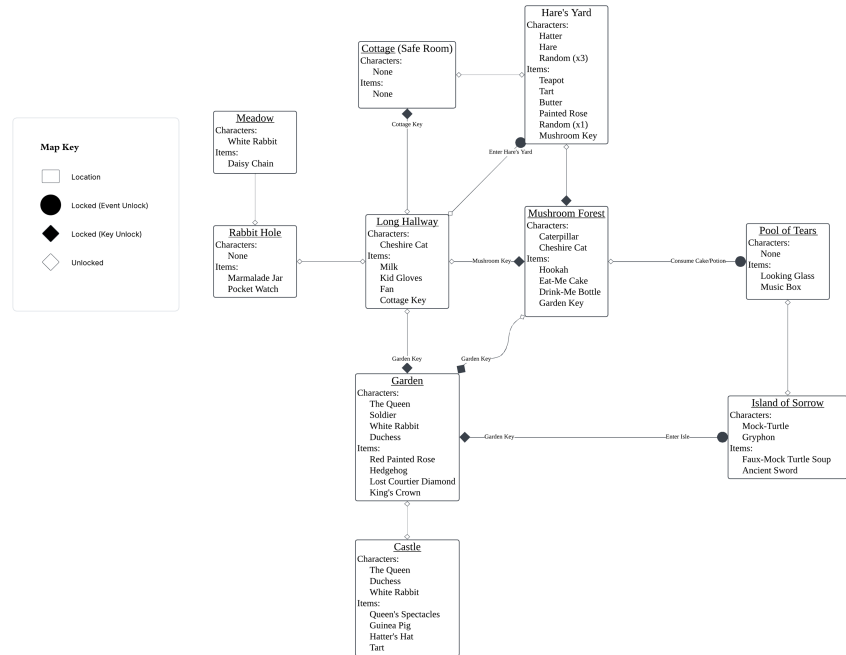 Map Key
Location
Locked (Event Unlock)
Locked (Key Unlock)
Unlocked
Meadow
Characters:
White Rabbit
Items:
Daisy Chain
Rabbit Hole
Characters:
None
Items:
Marmalade Jar
Pocket Watch
Cottage (Safe Room)
Characters:
None
Items:
None
Cottage Key
Hare's Yard
Characters:
Hatter
Hare
Random (x3)
Items:
Teapot
Tart
Butter
Painted Rose
Random (x1)
Mushroom Key
Enter Hare's Yard
Long Hallway
Characters:
Cheshire Cat
Items:
Milk
Kid Gloves
Fan
Cottage Key
Mushroom Key
Mushroom Forest
Characters:
Caterpillar
Cheshire Cat
Items:
Hookah
Eat-Me Cake
Drink-Me Bottle
Garden Key
Consume Cake/Potion
Pool of Tears
Characters:
None
Items:
Looking Glass
Music Box
Garden Key
Garden Key
Garden
Characters:
The Queen
Soldier
White Rabbit
Duchess
Items:
Red Painted Rose
Hedgehog
Lost Courtier Diamond
King's Crown
Garden Key
Enter Isle
Island of Sorrow
Characters:
Mock-Turtle
Gryphon
Items:
Faux-Mock Turtle Soup
Ancient Sword
Castle
Characters:
The Queen
Duchess
White Rabbit
Items:
Queen's Spectacles
Guinea Pig
Hatter's Hat
Tart